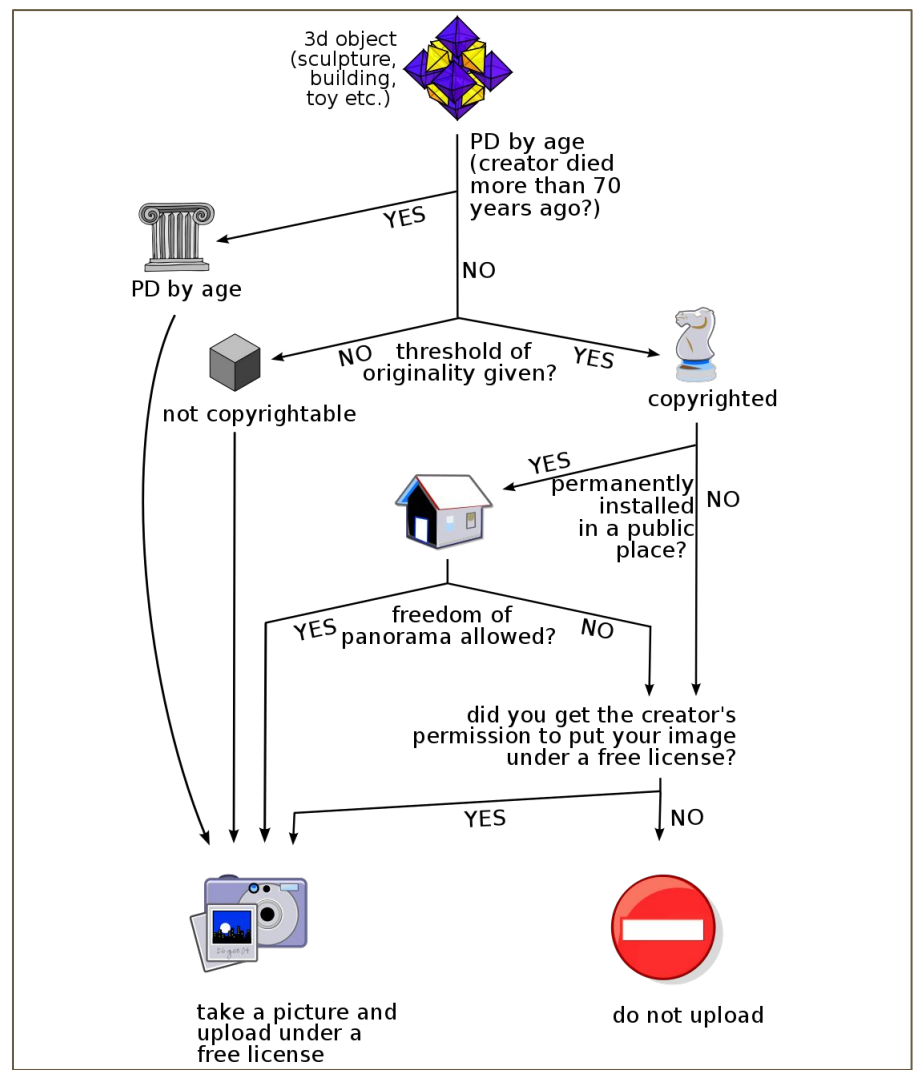 3d object
(sculpture,
building,
toy etc.)
PD by age
(creator died
more than 70
years ago?)
YES
PD by age
NO
NO
threshold of
originality given?
YES
not copyrightable
copyrighted
YES
permanently
installed
in a public
place?
NO
YES
freedom of
panorama allowed?
NO
did you get the creator's
permission to put your image
under a free license?
YES
NO
take a picture and
upload under a
free license
do not upload